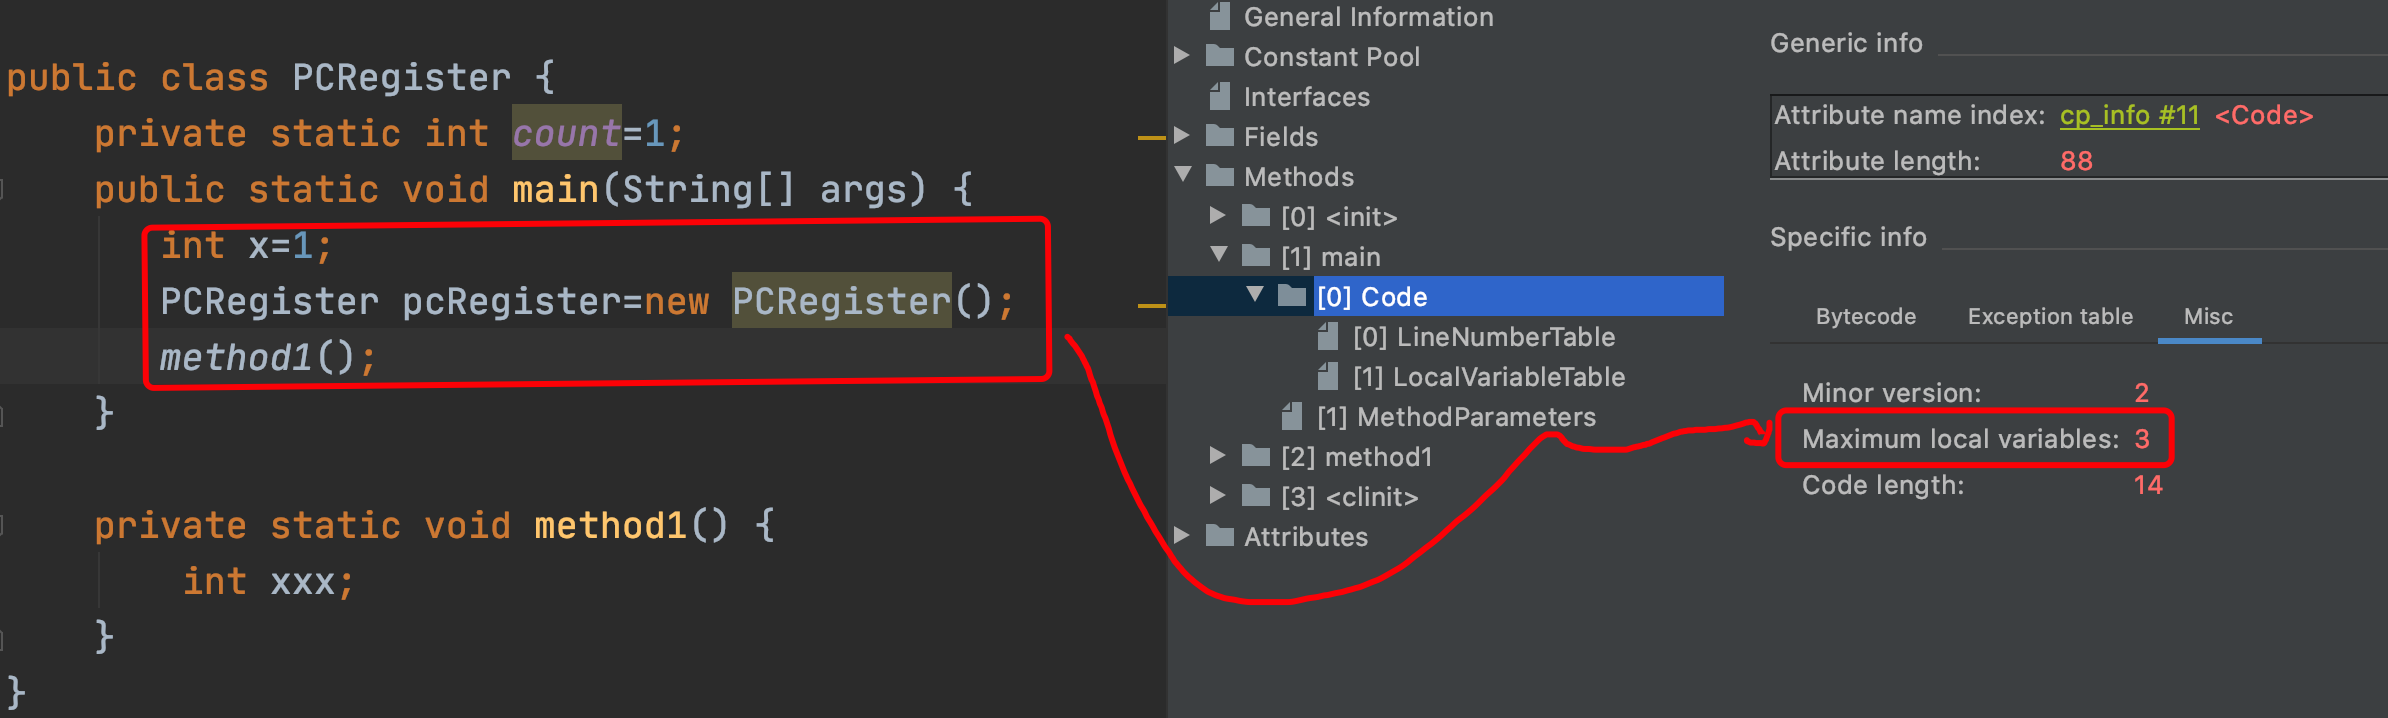 public class PCRegister {
private static int count=1;
public static void main(String[] args) {
int x=1;
PCRegister pcRegister=new PCRegister();
method1();
}
private static void method1() {
int xxx;
}
}
General Information
Constant Pool
Interfaces
Fields
Methods
[0] <init>
[1] main
[0] Code
[0] LineNumberTable
[1] LocalVariableTable
[1] MethodParameters
[2] method1
[3] <clinit>
Attributes
Generic info
Attribute name index: cp_info #11 <Code>
Attribute length: 88
Specific info
Bytecode Exception table Misc
Minor version: 2
Maximum local variables: 3
Code length: 14